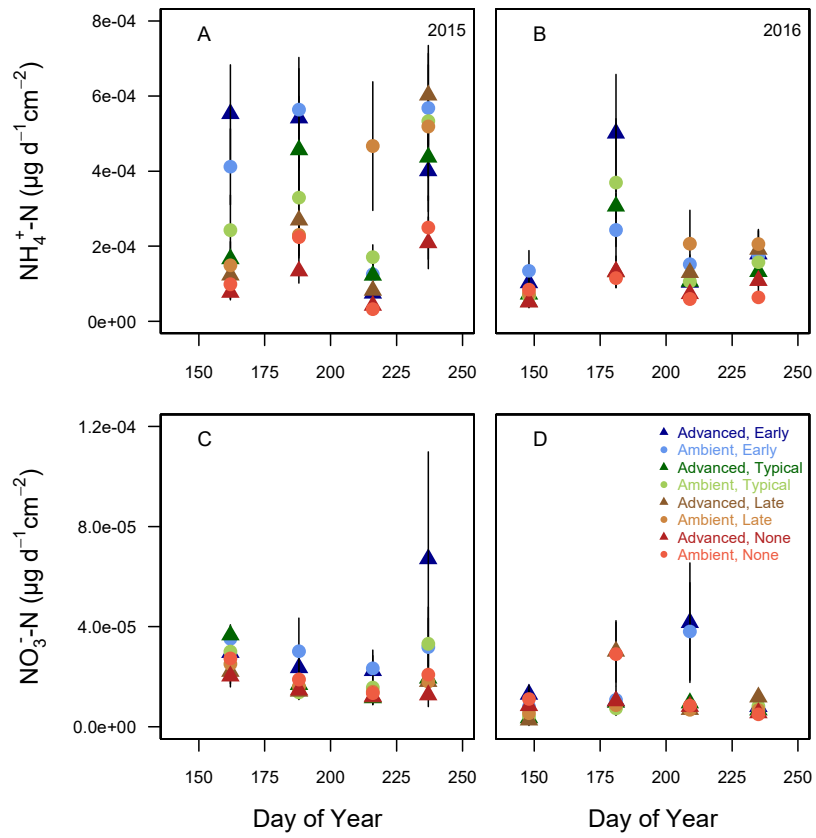 A
2015
B
2016
NH₄⁺-N (µg d⁻¹cm⁻²)
8e-04
6e-04
4e-04
2e-04
0e+00
150 175 200 225 250
150 175 200 225 250
C
D
NO₃⁻-N (µg d⁻¹cm⁻²)
1.2e-04
8.0e-05
4.0e-05
0.0e+00
Advanced, Early
Ambient, Early
Advanced, Typical
Ambient, Typical
Advanced, Late
Ambient, Late
Advanced, None
Ambient, None
150 175 200 225 250
150 175 200 225 250
Day of Year
Day of Year